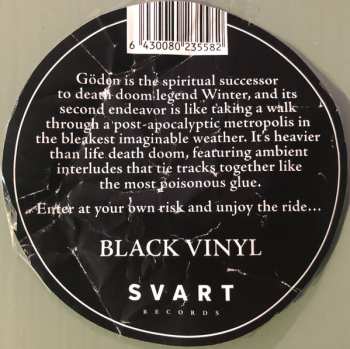 6 430080 235582
Gödön is the spiritual successor
to death doom legend Winter, and its
second endeavor is like taking a walk
through a post-apocalyptic metropolis in
the bleakest imaginable weather. It's heavier
than life death doom, featuring ambient
interludes that tie tracks together like
the most poisonous glue.
Enter at your own risk and unjoy the ride...
BLACK VINYL
SVART
RECORDS